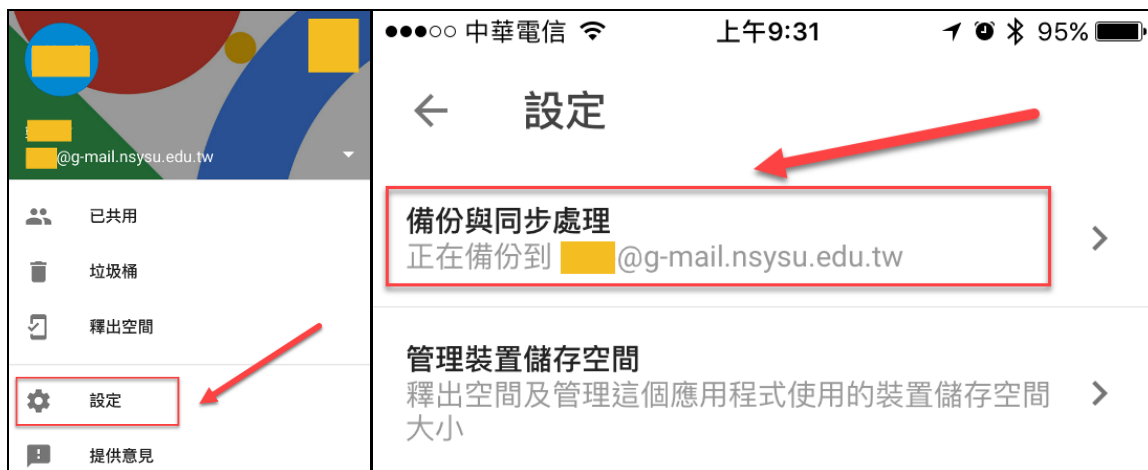 @g-mail.nsysu.edu.tw
已共用
垃圾桶
釋出空間
設定
提供意見
中華電信 上午9:31 95%
設定
備份與同步處理
正在備份到 @g-mail.nsysu.edu.tw
管理裝置儲存空間
釋出空間及管理這個應用程式使用的裝置儲存空間
大小